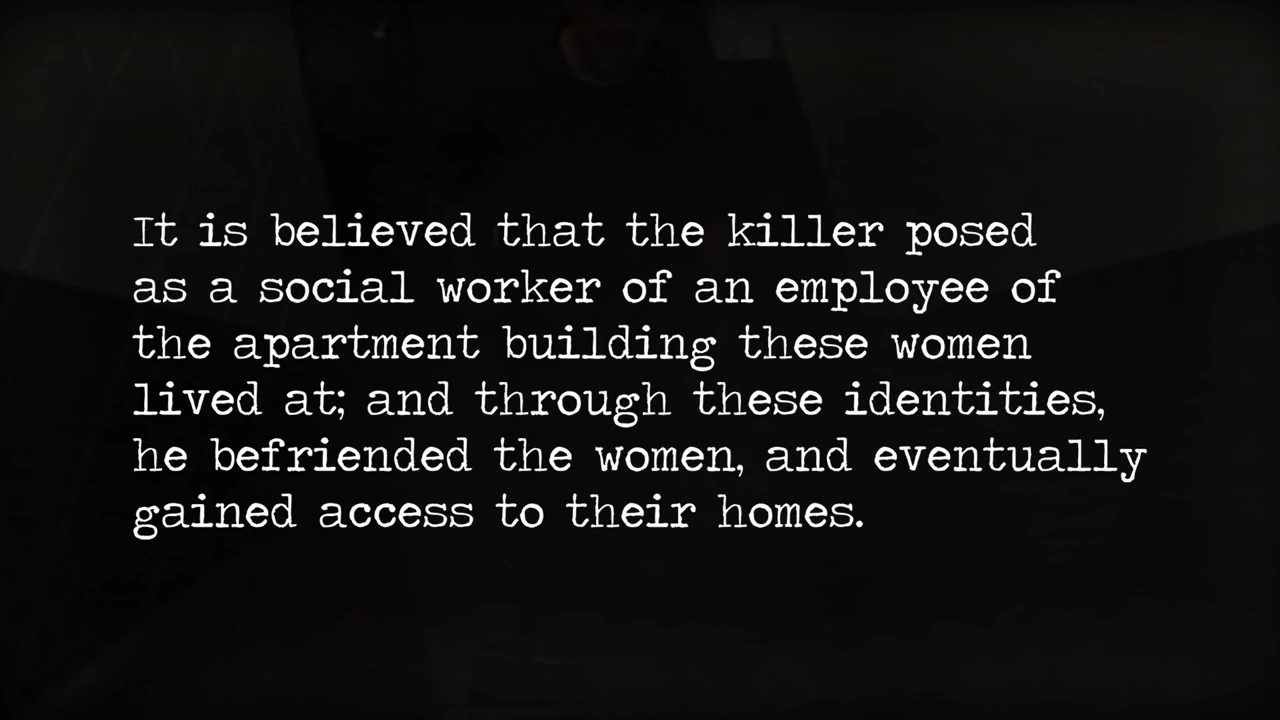 It is believed that the killer posed
as a social worker of an employee of
the apartment building these women
lived at; and through these identities,
he befriended the women, and eventually
gained access to their homes.